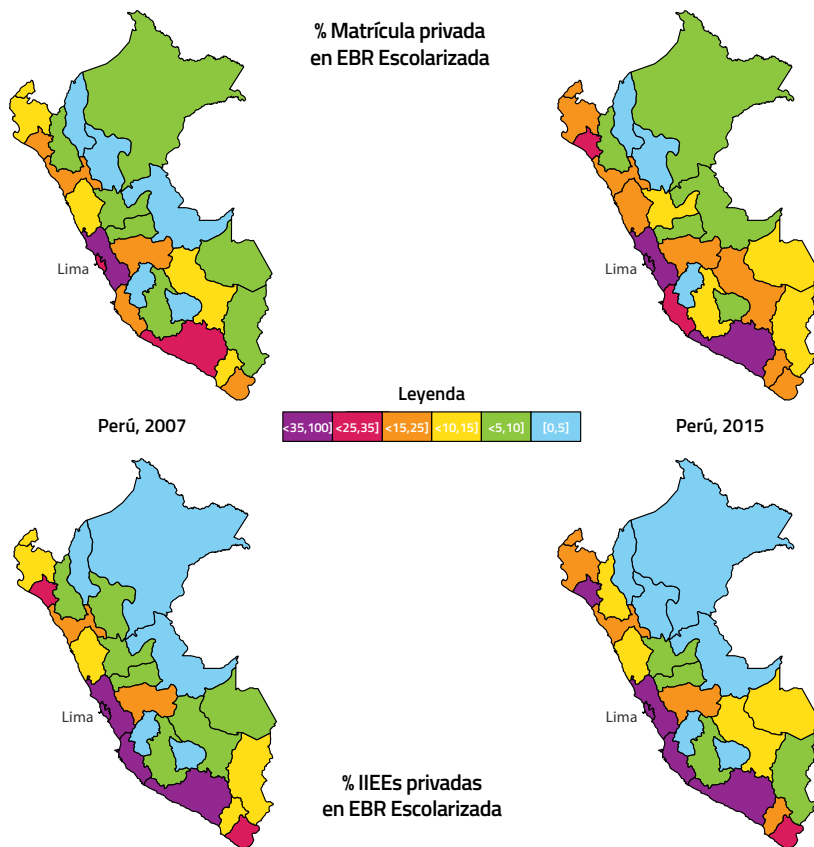 % Matrícula privada
en EBR Escolarizada
Lima
Lima
Leyenda
Perú, 2007
<35,100] <25,35] <15,25] <10,15] <5,10] [0,5]
Perú, 2015
Lima
Lima
% IIEEs privadas
en EBR Escolarizada